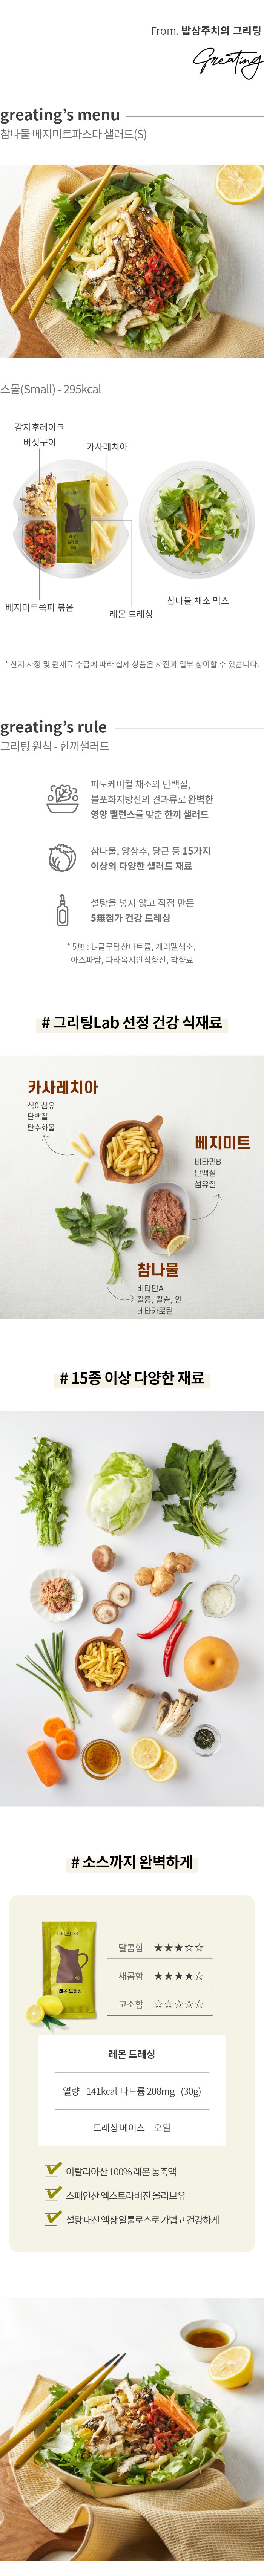 From. 밥상주치의 그리팅
Greating
greating's menu
참나물 베지미트파스타 샐러드(S)
스몰(Small) - 295kcal
감자후레이크
버섯구이
카사레치아
베지미트쪽파 볶음
레몬 드레싱
참나물 채소 믹스
* 산지 사정 및 원재료 수급에 따라 실제 상품은 사진과 일부 상이할 수 있습니다.
greating's rule
그리팅 원칙 - 한끼샐러드
피토케미컬 채소와 단백질,
불포화지방산의 견과류로 완벽한
영양 밸런스를 맞춘 한끼 샐러드
참나물, 양상추, 당근 등 15가지
이상의 다양한 샐러드 재료
설탕을 넣지 않고 직접 만든
5無첨가 건강 드레싱
* 5無 : L-글루탐산나트륨, 캐러멜색소,
아스파탐, 파라옥시안식향산, 착향료
# 그리팅Lab 선정 건강 식재료
카사레치아
식이섬유
단백질
탄수화물
베지미트
비타민B
단백질
섬유질
참나물
비타민A
칼륨, 칼슘, 인
베타카로틴
# 15종 이상 다양한 재료
# 소스까지 완벽하게
레몬 드레싱
달콤함 ★★★☆☆
새콤함 ★★★★☆
고소함 ☆☆☆☆☆
레몬 드레싱
열량 141kcal 나트륨 208mg (30g)
드레싱 베이스 오일
이탈리아산 100% 레몬 농축액
스페인산 엑스트라버진 올리브유
설탕 대신 액상 알룰로스로 가볍고 건강하게